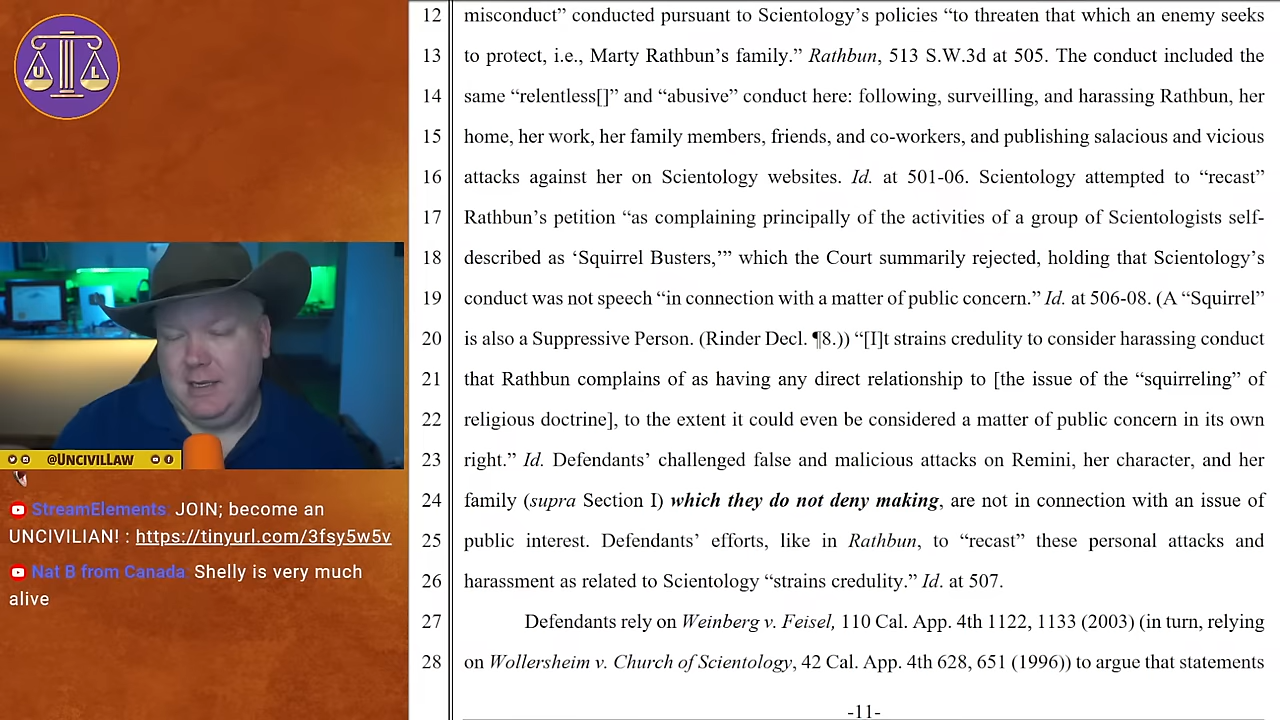 U L
@UNCIVILLAW
StreamElements: JOIN; become an
UNCIVILIAN! : https://tinyurl.com/3fsy5w5v
Nat B from Canada: Shelly is very much
alive
12 misconduct” conducted pursuant to Scientology’s policies “to threaten that which an enemy seeks
13 to protect, i.e., Marty Rathbun’s family.” Rathbun, 513 S.W.3d at 505. The conduct included the
14 same “relentless[]” and “abusive” conduct here: following, surveilling, and harassing Rathbun, her
15 home, her work, her family members, friends, and co-workers, and publishing salacious and vicious
16 attacks against her on Scientology websites. Id. at 501-06. Scientology attempted to “recast”
17 Rathbun’s petition “as complaining principally of the activities of a group of Scientologists self-
18 described as ‘Squirrel Busters,’” which the Court summarily rejected, holding that Scientology’s
19 conduct was not speech “in connection with a matter of public concern.” Id. at 506-08. (A “Squirrel”
20 is also a Suppressive Person. (Rinder Decl. ¶8.)) “[I]t strains credulity to consider harassing conduct
21 that Rathbun complains of as having any direct relationship to [the issue of the “squirreling” of
22 religious doctrine], to the extent it could even be considered a matter of public concern in its own
23 right.” Id. Defendants’ challenged false and malicious attacks on Remini, her character, and her
24 family (supra Section I) which they do not deny making, are not in connection with an issue of
25 public interest. Defendants’ efforts, like in Rathbun, to “recast” these personal attacks and
26 harassment as related to Scientology “strains credulity.” Id. at 507.
27 Defendants rely on Weinberg v. Feisel, 110 Cal. App. 4th 1122, 1133 (2003) (in turn, relying
28 on Wollersheim v. Church of Scientology, 42 Cal. App. 4th 628, 651 (1996)) to argue that statements
-11-